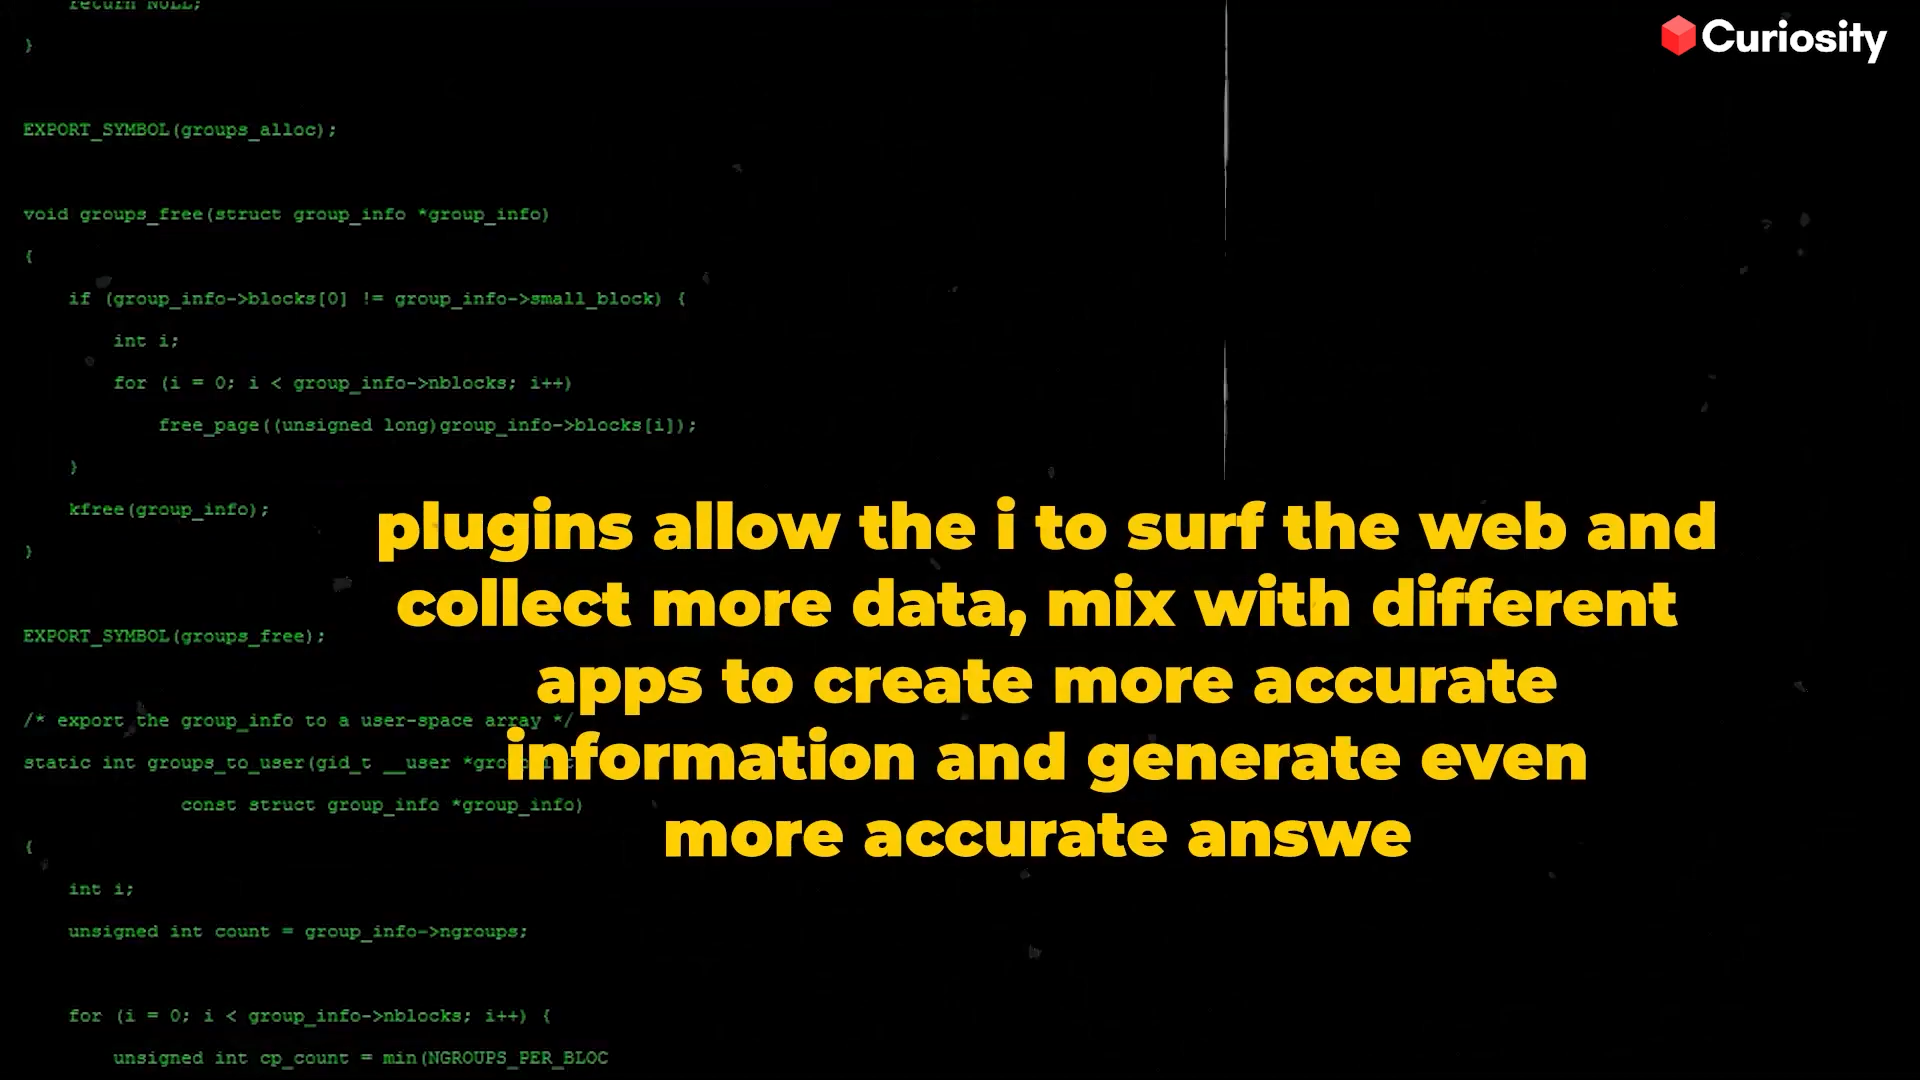 return NULL;
}
Curiosity
EXPORT_SYMBOL(groups_alloc);
void groups_free(struct group_info *group_info)
{
if (group_info->blocks[0] != group_info->small_block) {
int i;
for (i = 0; i < group_info->nblocks; i++)
free_page((unsigned long)group_info->blocks[i]);
}
kfree(group_info);
}
EXPORT_SYMBOL(groups_free);
/* export the group_info to a user-space array */
static int groups_to_user(gid_t __user *gro
const struct group_info *group_info)
{
int i;
unsigned int count = group_info->ngroups;
for (i = 0; i < group_info->nblocks; i++) {
unsigned int cp_count = min(NGROUPS_PER_BLOC
plugins allow the i to surf the web and
collect more data, mix with different
apps to create more accurate
information and generate even
more accurate answe